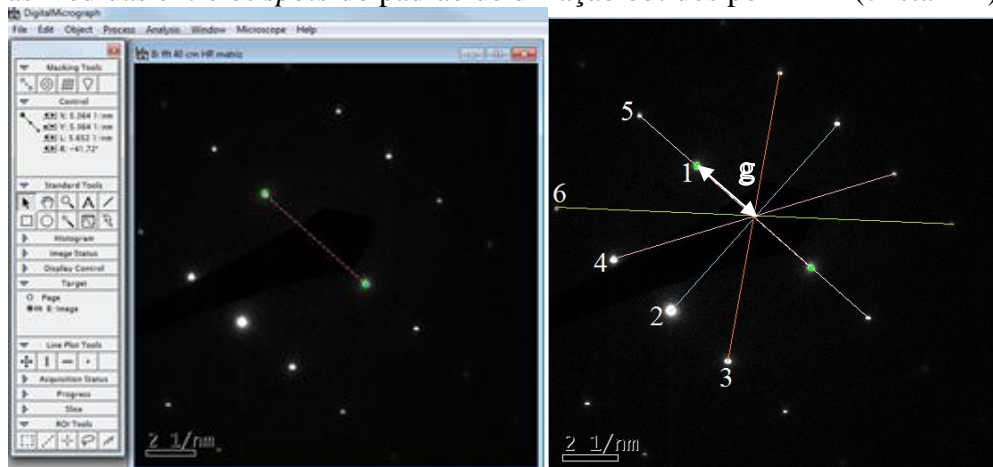 DigitalMicrograph
File Edit Object Process Analysis Window Microscope Help
B: fft 40 cm HR matriz
Masking Tools
Control
X: 5.364 1/nm
Y: 5.364 1/nm
L: 5.652 1/nm
R: -41.72°
Standard Tools
Histogram
Image Status
Display Control
Target
Page
B: Image
Line Plot Tools
Acquisition Status
Progress
Slice
ROI Tools
2 1/nm
5
1
g
6
4
2
3
2 1/nm